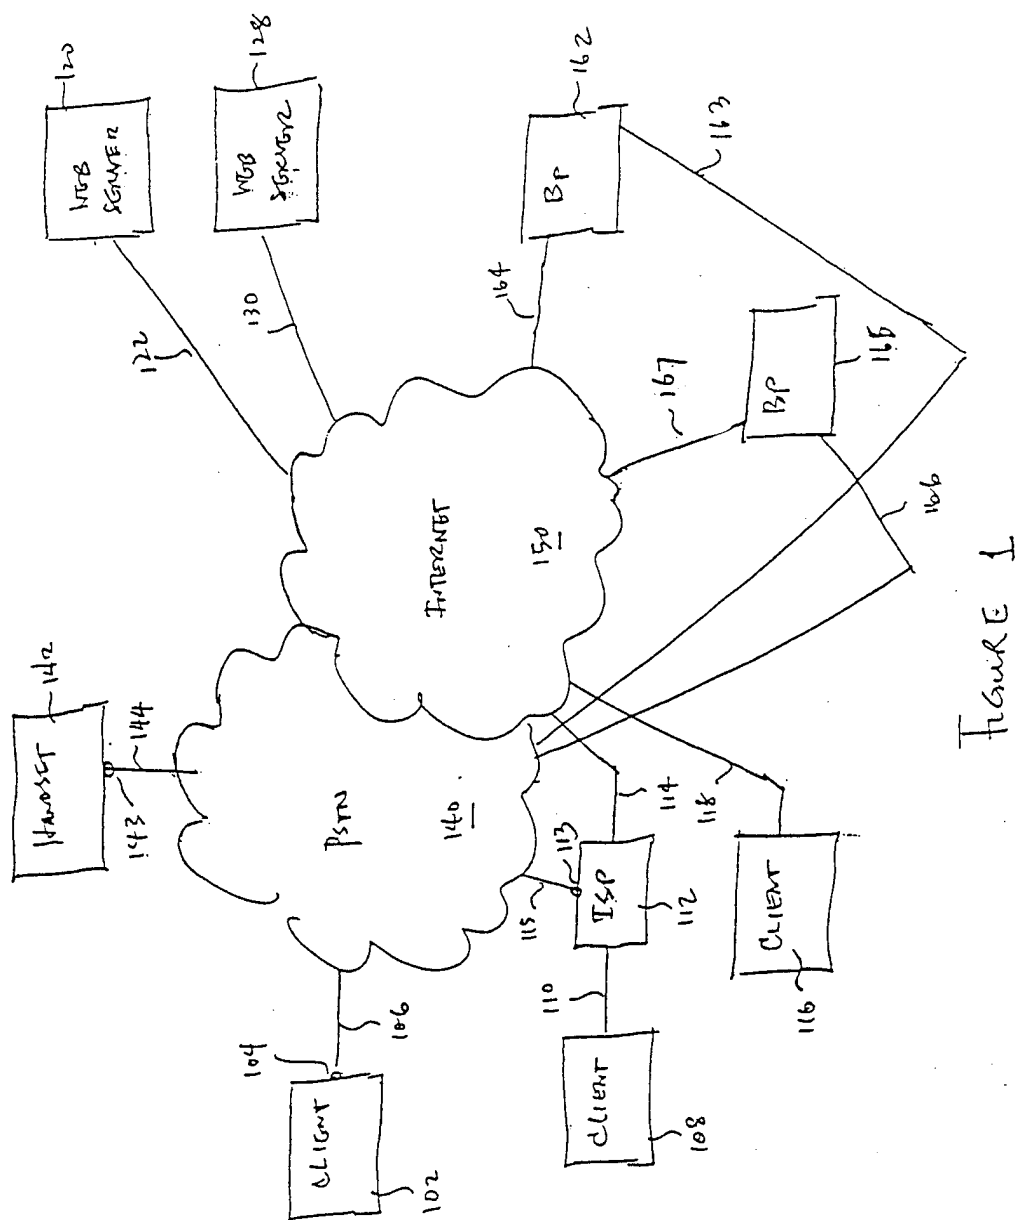 HANDSET
142
143
144
WEB
SERVER
120
122
WEB
SERVER
128
130
CLIENT
102
104
106
PSTN
140
INTERNET
150
BP
162
164
163
CLIENT
108
110
ISP
112
113
115
114
BP
165
167
166
CLIENT
116
118
FIGURE 1